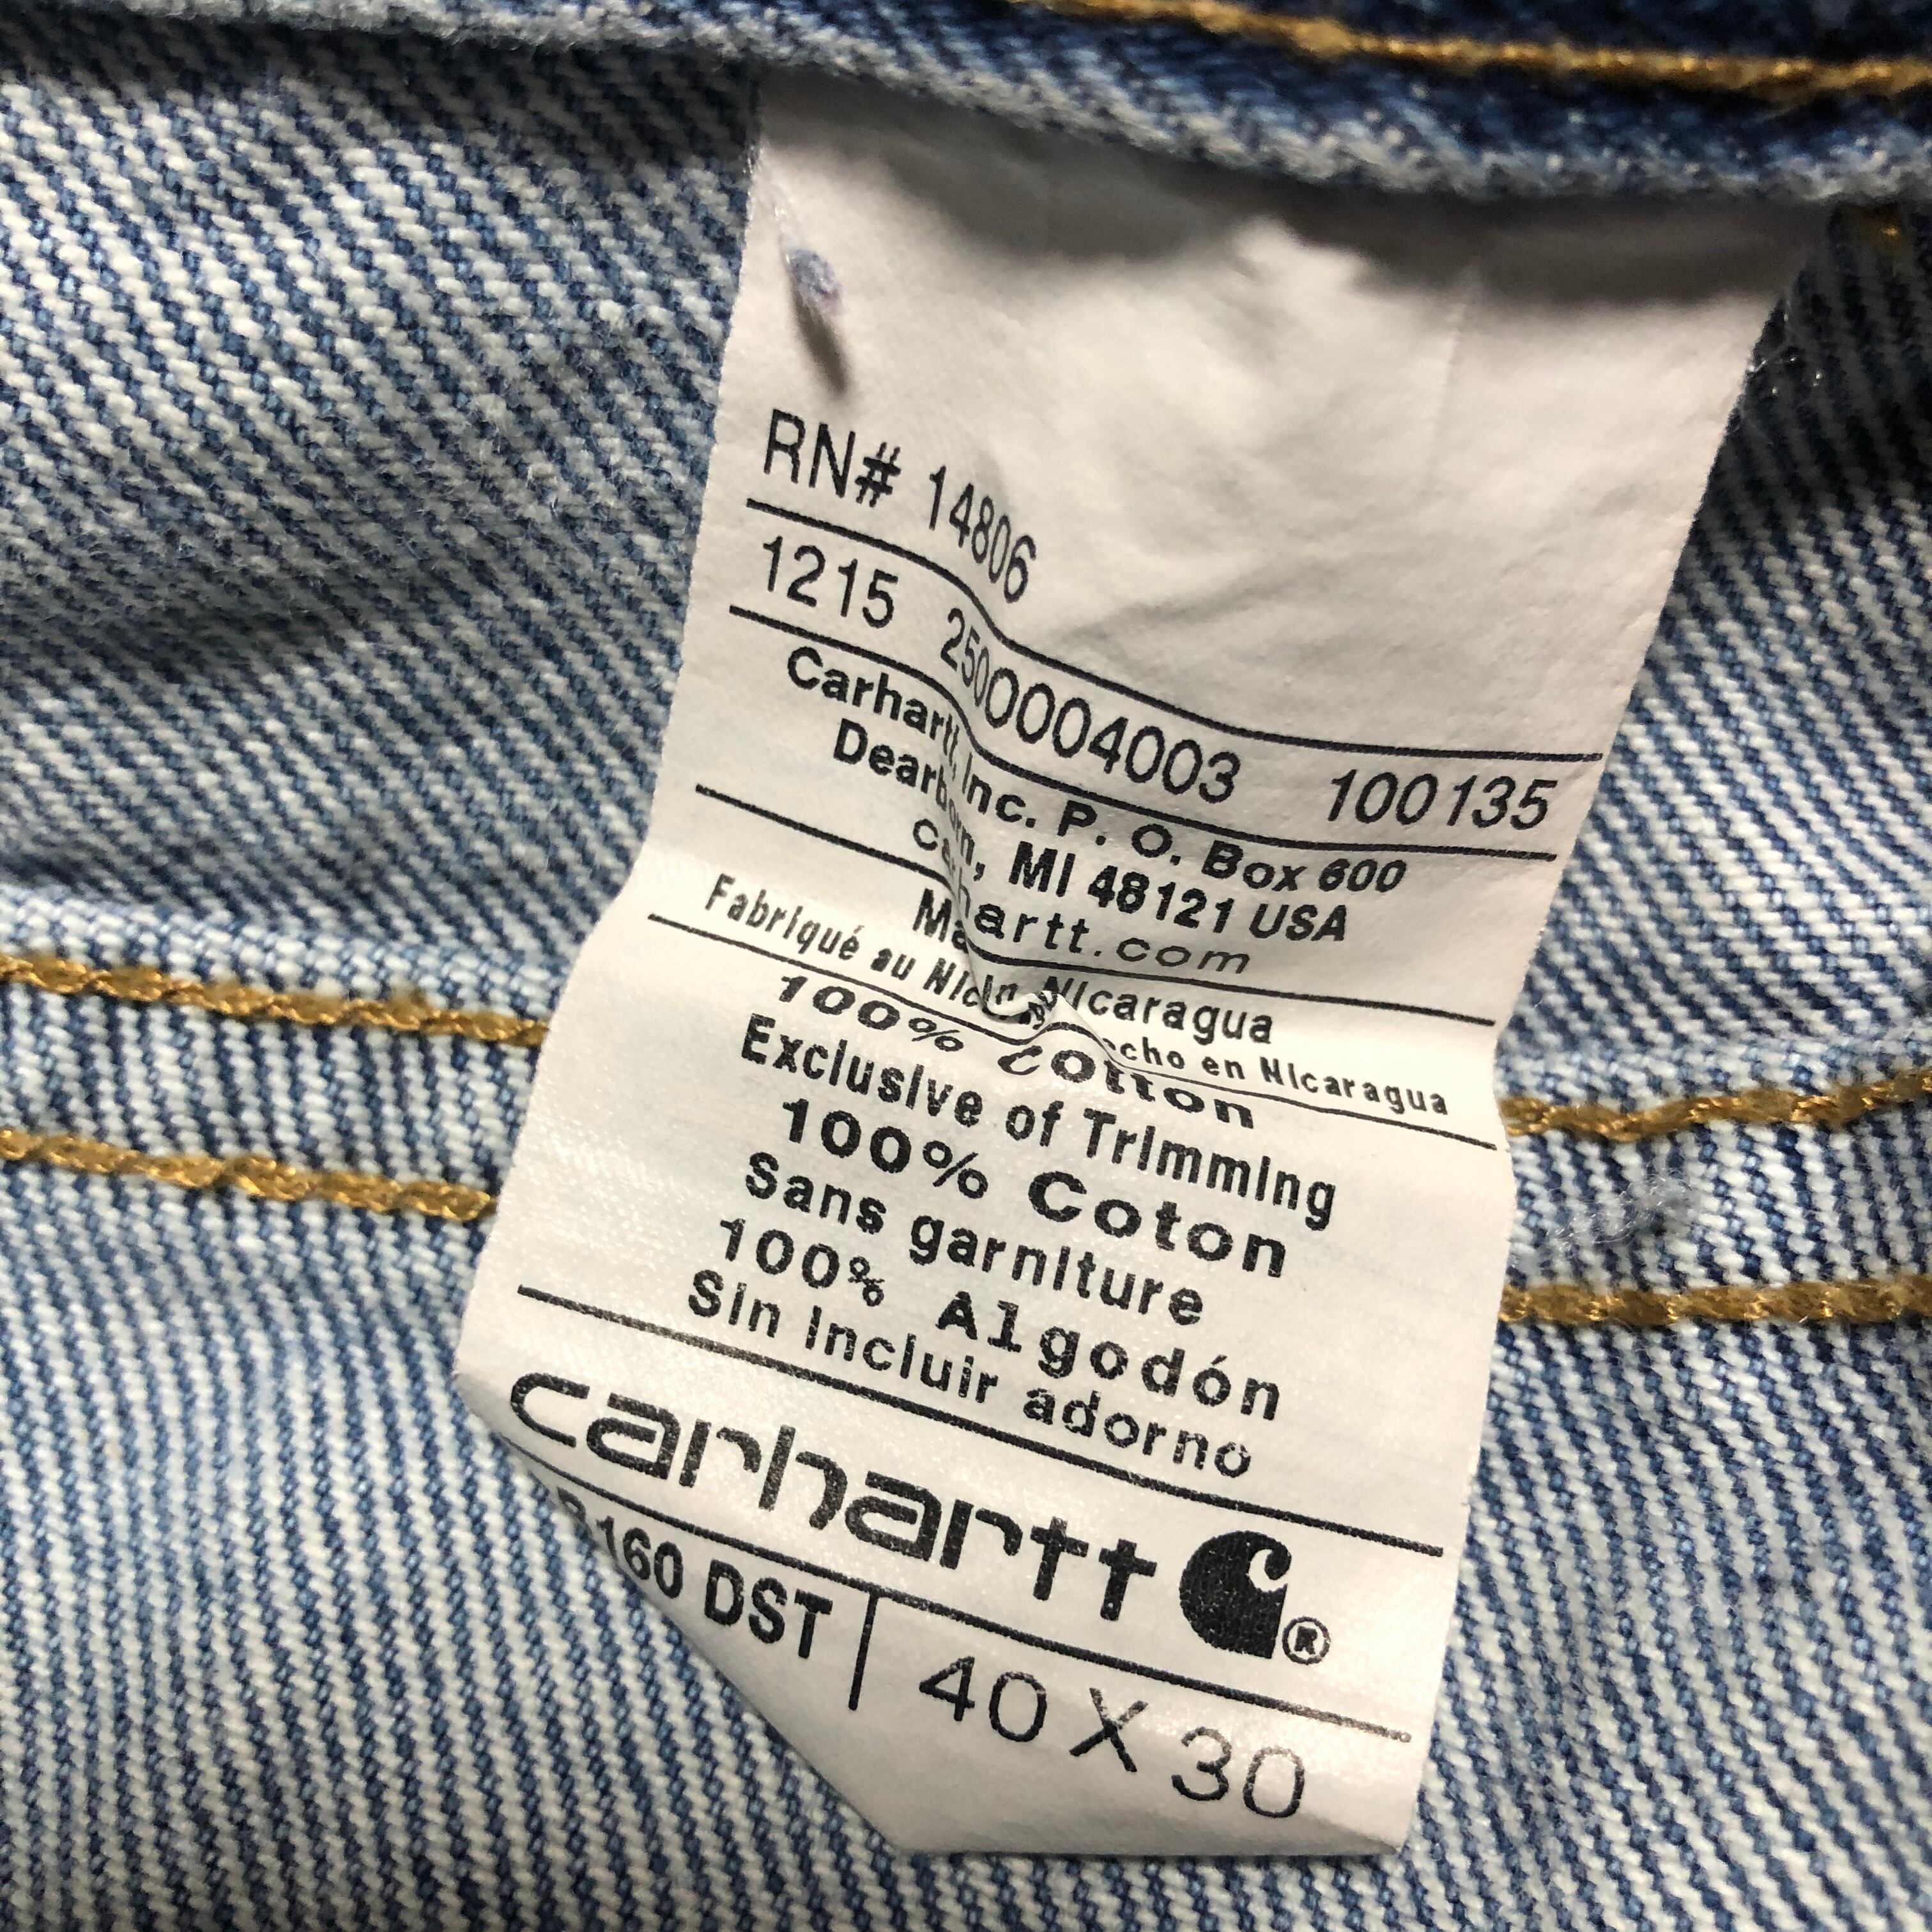 RN# 14806
1215 2500004003 100135
Carhartt, Inc. P. O. Box 600
Dearborn, MI 48121 USA
Carhartt.com
Nicaragua
Fabriqué au en Nicaragua
100% Cotton
Exclusive of Trimming
100% Coton
Sans garniture
100% Algodón
Sin incluir adorno
carhartt ®
160 DST 40 X 30